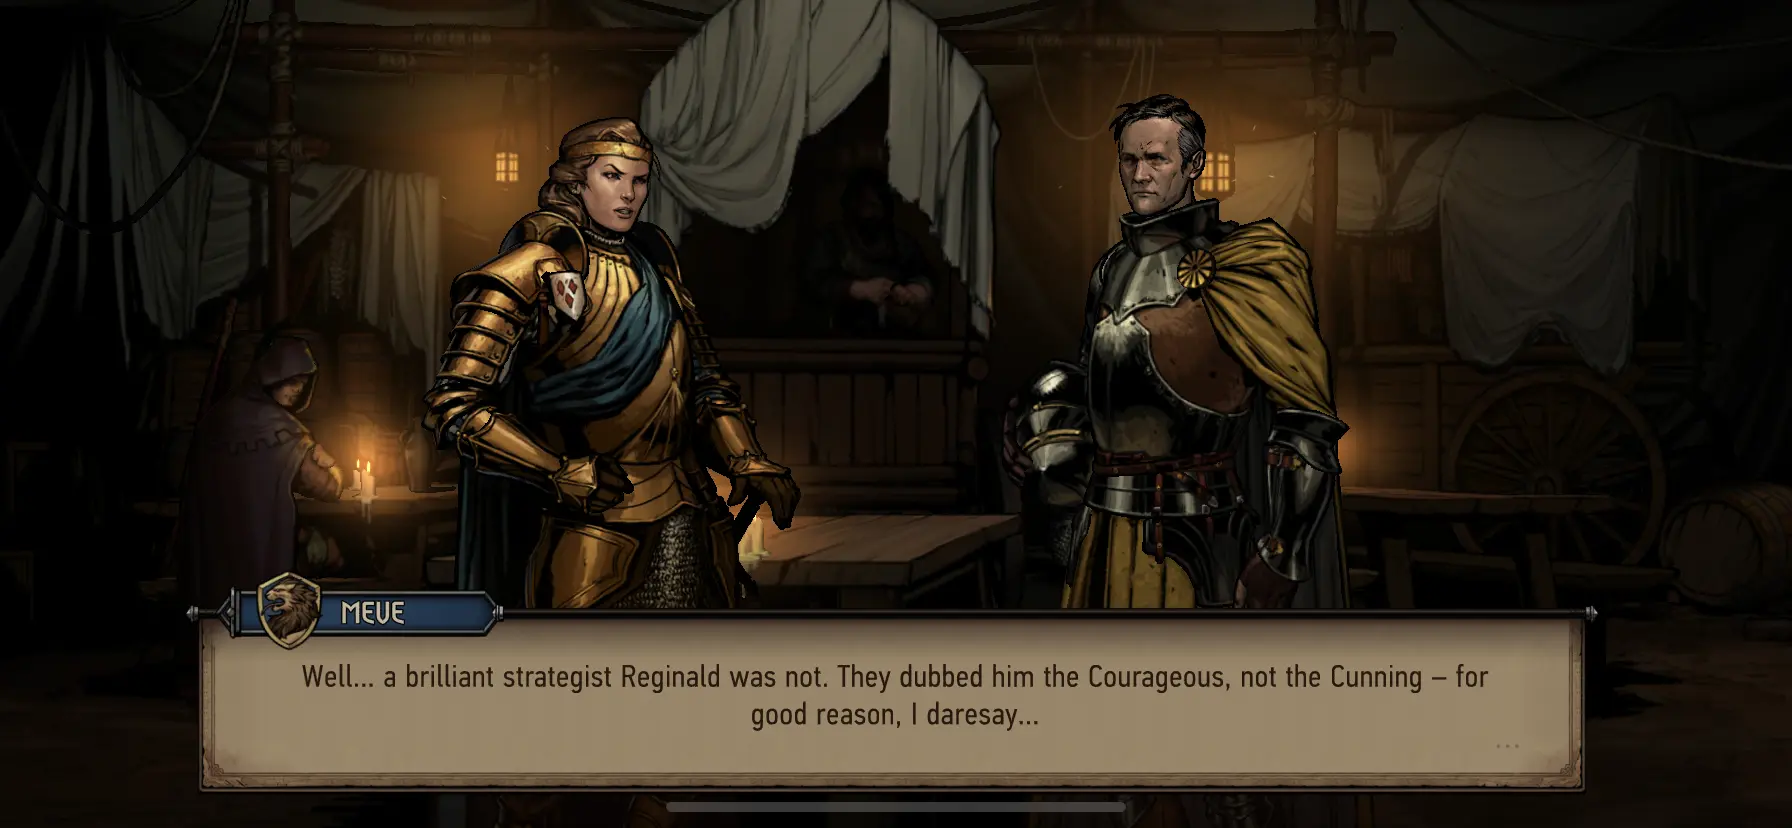 MEVE
Well... a brilliant strategist Reginald was not. They dubbed him the Courageous, not the Cunning – for
good reason, I daresay...
...